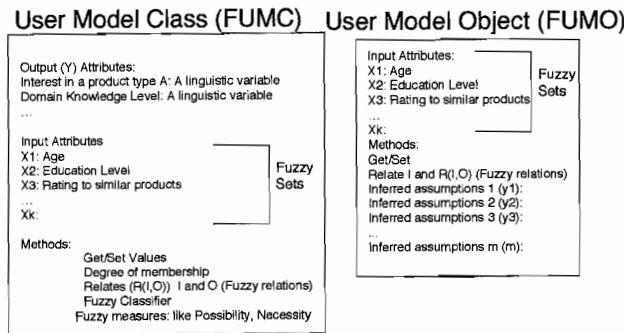 User Model Class (FUMC)
Output (Y) Attributes:
Interest in a product type A: A linguistic variable
Domain Knowledge Level: A linguistic variable
...
Input Attributes
X1: Age
X2: Education Level
X3: Rating to similar products
...
Xk:
Fuzzy
Sets
Methods:
Get/Set Values
Degree of membership
Relates (R(I,O)) I and O (Fuzzy relations)
Fuzzy Classifier
Fuzzy measures: like Possibility, Necessity
User Model Object (FUMO)
Input Attributes:
X1: Age
X2: Education Level
X3: Rating to similar products
...
Xk:
Fuzzy
Sets
Methods:
Get/Set
Relate I and R(I,O) (Fuzzy relations)
Inferred assumptions 1 (y1):
Inferred assumptions 2 (y2):
Inferred assumptions 3 (y3):
...
Inferred assumptions m (m):